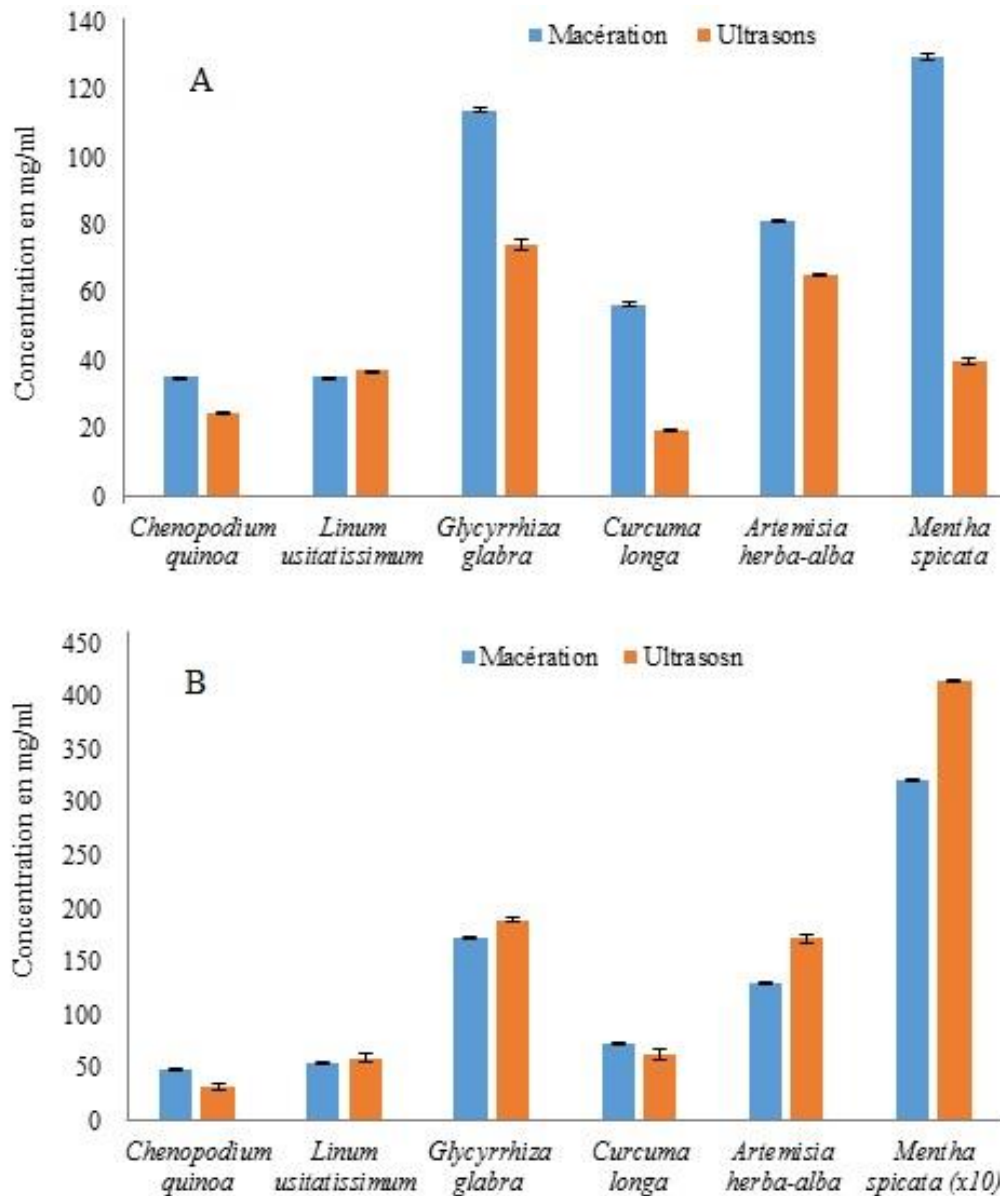 140
120
100
80
60
40
20
0
Concentration en mg/ml
A
Macération Ultrasons
Chenopodium quinoa
Linum usitatissimum
Glycyrrhiza glabra
Curcuma longa
Artemisia herba-alba
Mentha spicata
450
400
350
300
250
200
150
100
50
0
Concentration en mg/ml
B
Macération Ultrasosn
Chenopodium quinoa
Linum usitatissimum
Glycyrrhiza glabra
Curcuma longa
Artemisia herba-alba
Mentha spicata (x10)